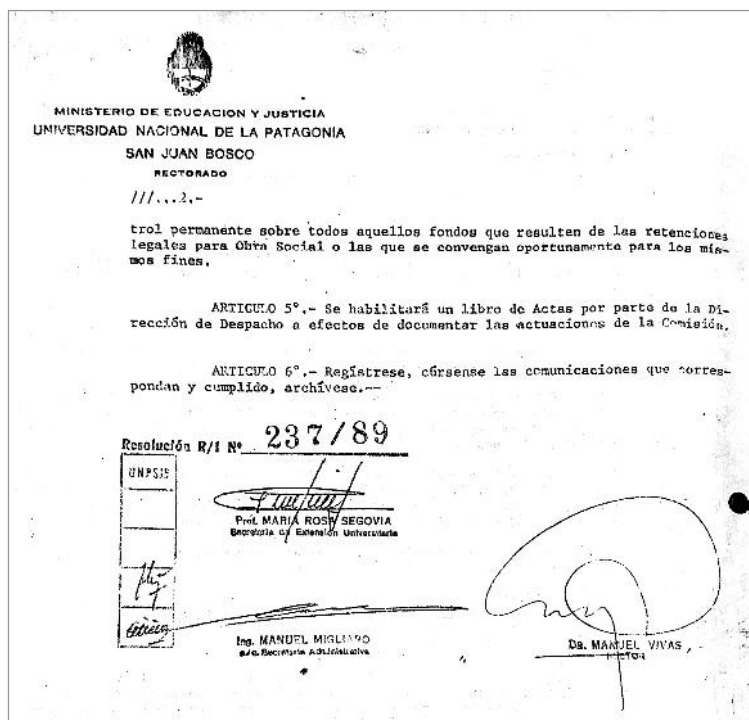 MINISTERIO DE EDUCACION Y JUSTICIA
UNIVERSIDAD NACIONAL DE LA PATAGONIA
SAN JUAN BOSCO
RECTORADO
///...2.-
trol permanente sobre todos aquellos fondos que resulten de las retenciones
legales para Obra Social o las que se convengan oportunamente para los mis-
mos fines.
ARTICULO 5°.- Se habilitará un libro de Actas por parte de la Di-
rección de Despacho a efectos de documentar las actuaciones de la Comisión.
ARTICULO 6°.- Regístrese, cúrsense las comunicaciones que corres-
pondan y cumplido, archívese.--
Resolución R/I Nº 237/89
UNPSJB
Prof. MARIA ROSA SEGOVIA
Secretaria de Extensión Universitaria
Ing. MANUEL MIGLIARO
a/c. Secretaría Administrativa
Dr. MANUEL VIVAS
RECTOR